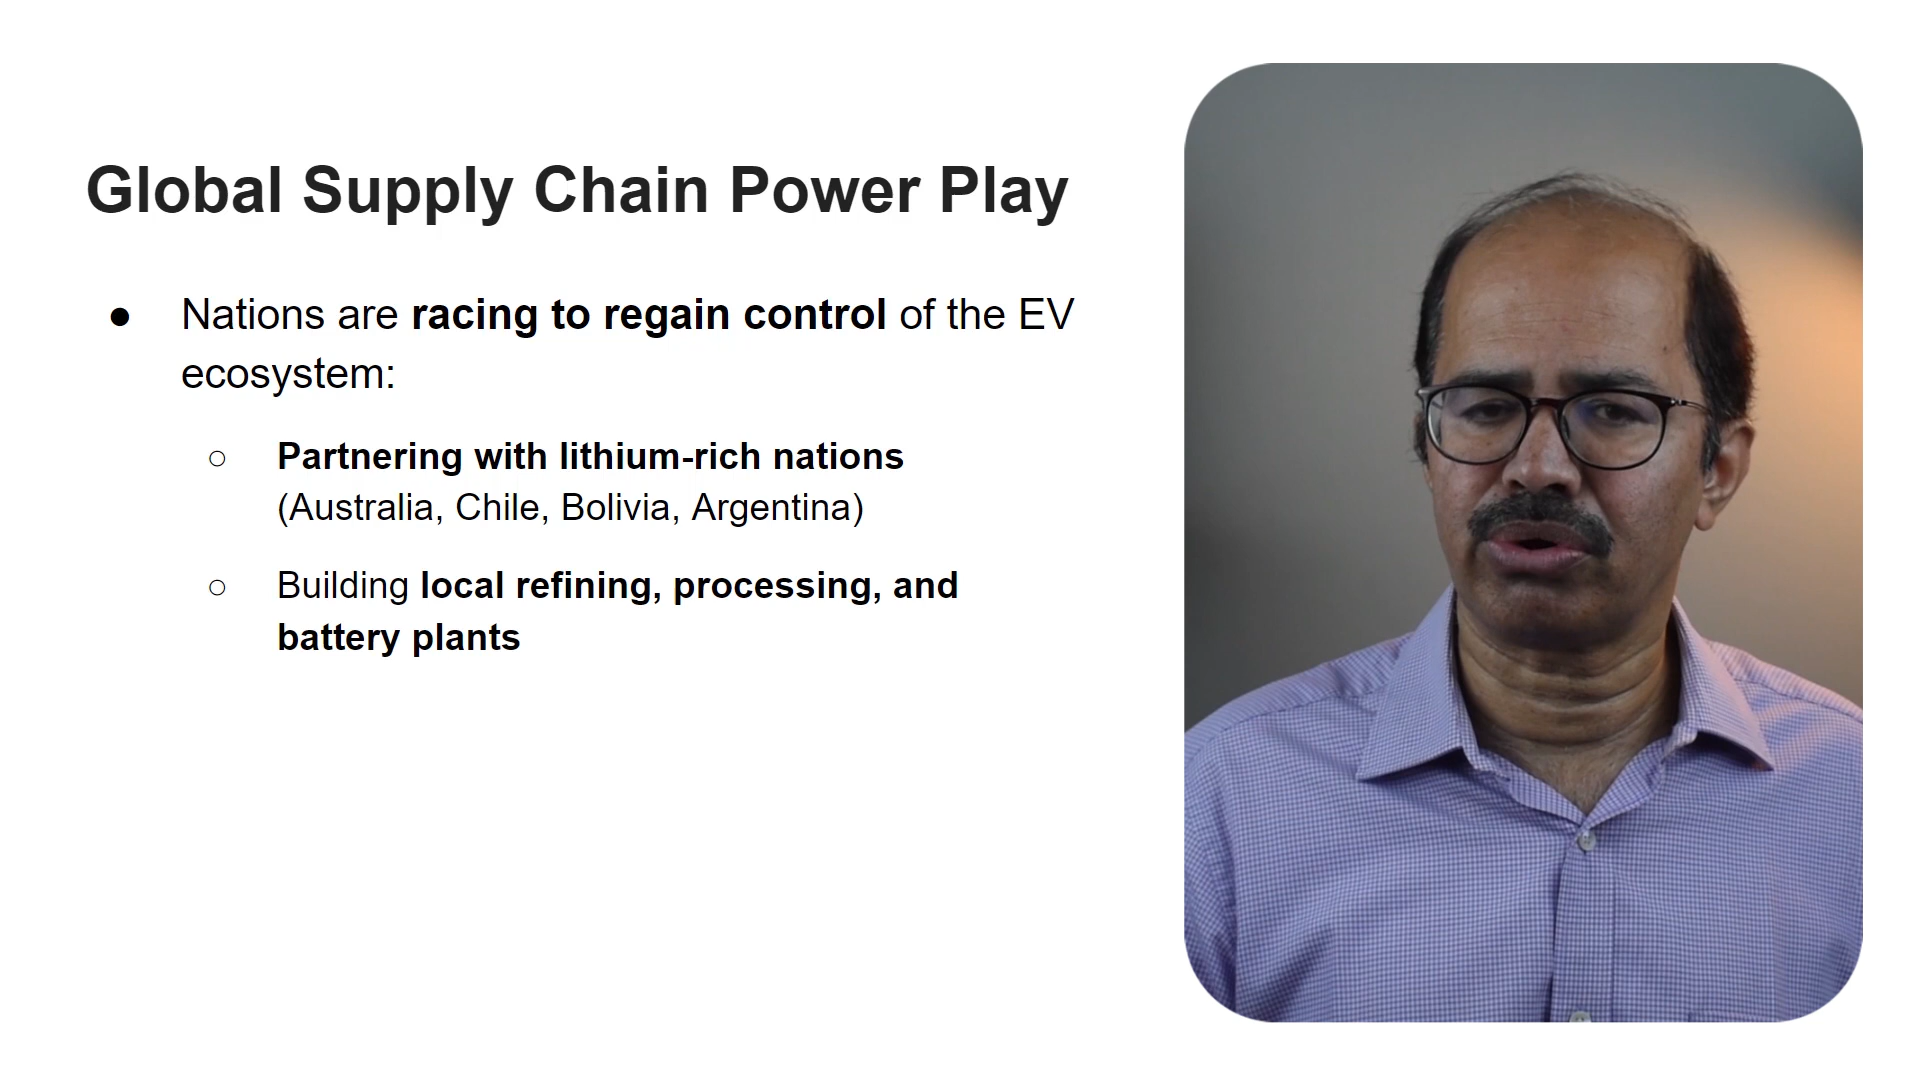 Global Supply Chain Power Play
● Nations are racing to regain control of the EV
ecosystem:
○ Partnering with lithium-rich nations
(Australia, Chile, Bolivia, Argentina)
○ Building local refining, processing, and
battery plants